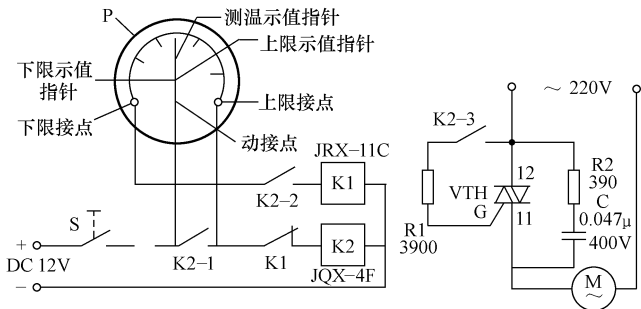 P
测温示值指针
上限示值指针
下限示值
指针
下限接点
上限接点
动接点
JRX-11C
K1
K2-2
S
+
DC 12V
−
K2-1
K1
K2
JQX-4F
～ 220V
K2-3
R1
3900
VTH
G
12
11
R2
390
C
0.047μ
400V
M
～